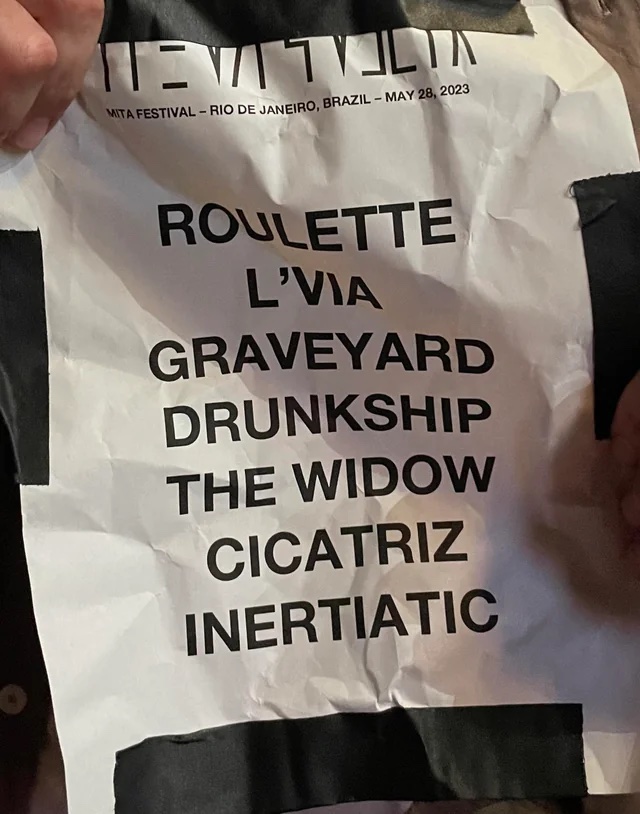 MITA FESTIVAL – RIO DE JANEIRO, BRAZIL – MAY 28, 2023
ROULETTE
L'VIA
GRAVEYARD
DRUNKSHIP
THE WIDOW
CICATRIZ
INERTIATIC